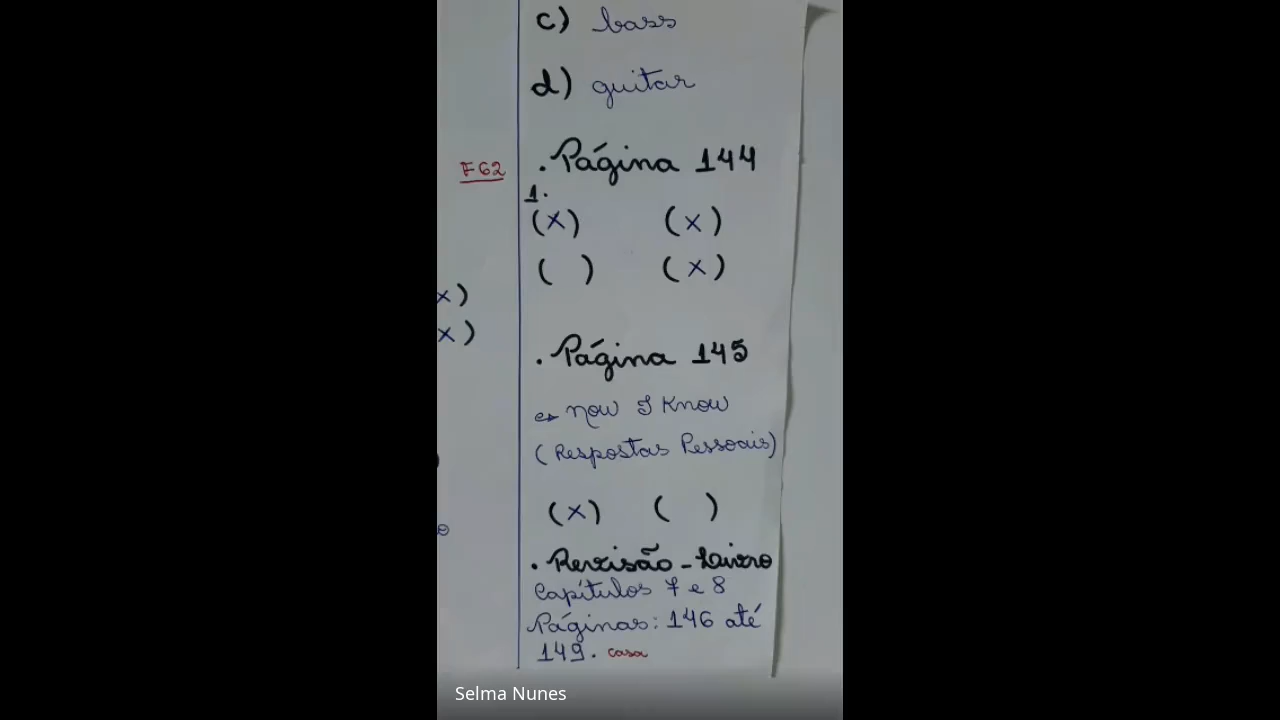 c) bass
d) guitar
F62
. Página 144
1.
(x) (x)
( ) (x)
x)
x)
. Página 145
Now I Know
(Respostas Pessoais)
(x) ( )
. Revisão - Livro
Capítulos 7 e 8
Páginas: 146 até
149. casa
Selma Nunes